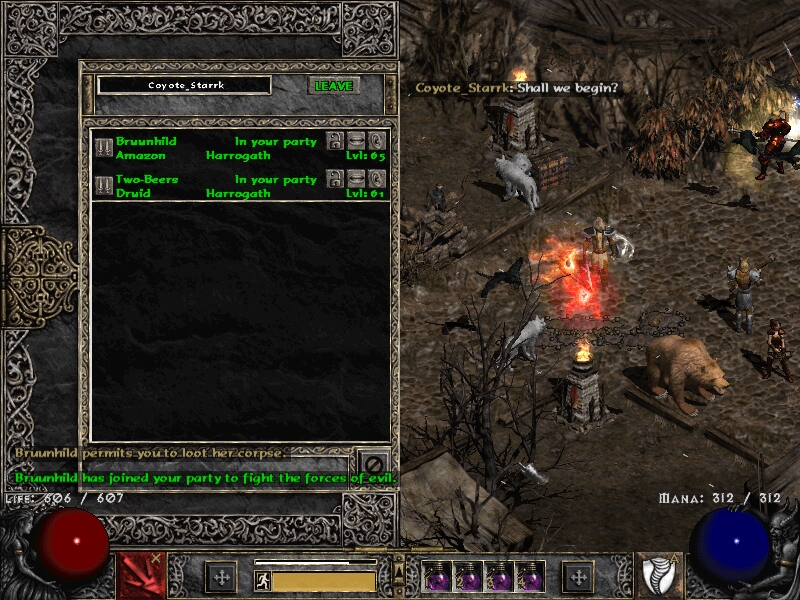 Coyote_Starrk
LEAVE
Coyote_Starrk: Shall we begin?
Bruunhild In your party
Amazon Harrogath Lvl: 65
Two-Beers In your party
Druid Harrogath Lvl: 61
Bruunhild permits you to loot her corpse.
Bruunhild has joined your party to fight the forces of evil.
Life: 606 / 607
Mana: 312 / 312